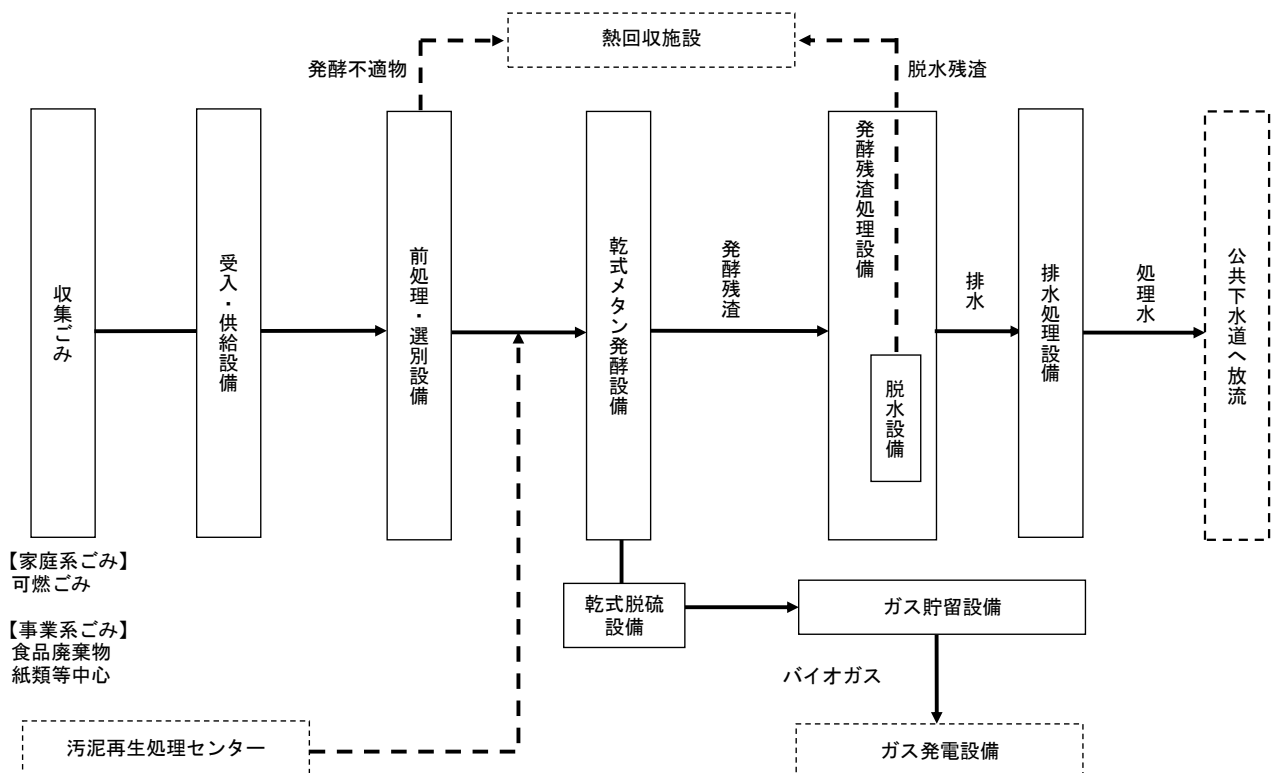 熱回収施設
発酵不適物
脱水残渣
収集ごみ
受入・供給設備
前処理・選別設備
乾式メタン発酵設備
発酵残渣
発酵残渣処理設備
脱水設備
排水
排水処理設備
処理水
公共下水道へ放流
【家庭系ごみ】
可燃ごみ
【事業系ごみ】
食品廃棄物
紙類等中心
乾式脱硫
設備
ガス貯留設備
バイオガス
汚泥再生処理センター
ガス発電設備